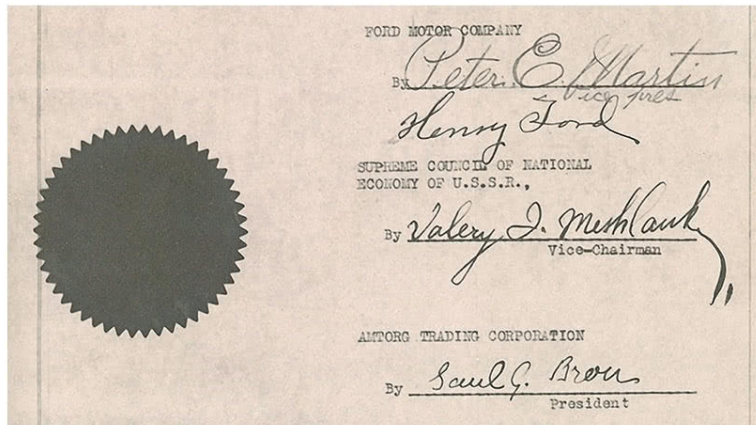 FORD MOTOR COMPANY
By Peter E. Martin
Vice Pres
Henry Ford
SUPREME COUNCIL OF NATIONAL
ECONOMY OF U.S.S.R.,
By Valery I. Meshlauk
Vice-Chairman
AMTORG TRADING CORPORATION
By Saul G. Bron
President